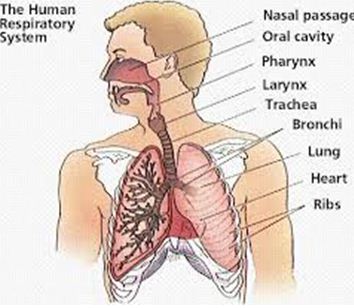 The Human
Respiratory
System
Nasal passage
Oral cavity
Pharynx
Larynx
Trachea
Bronchi
Lung
Heart
Ribs